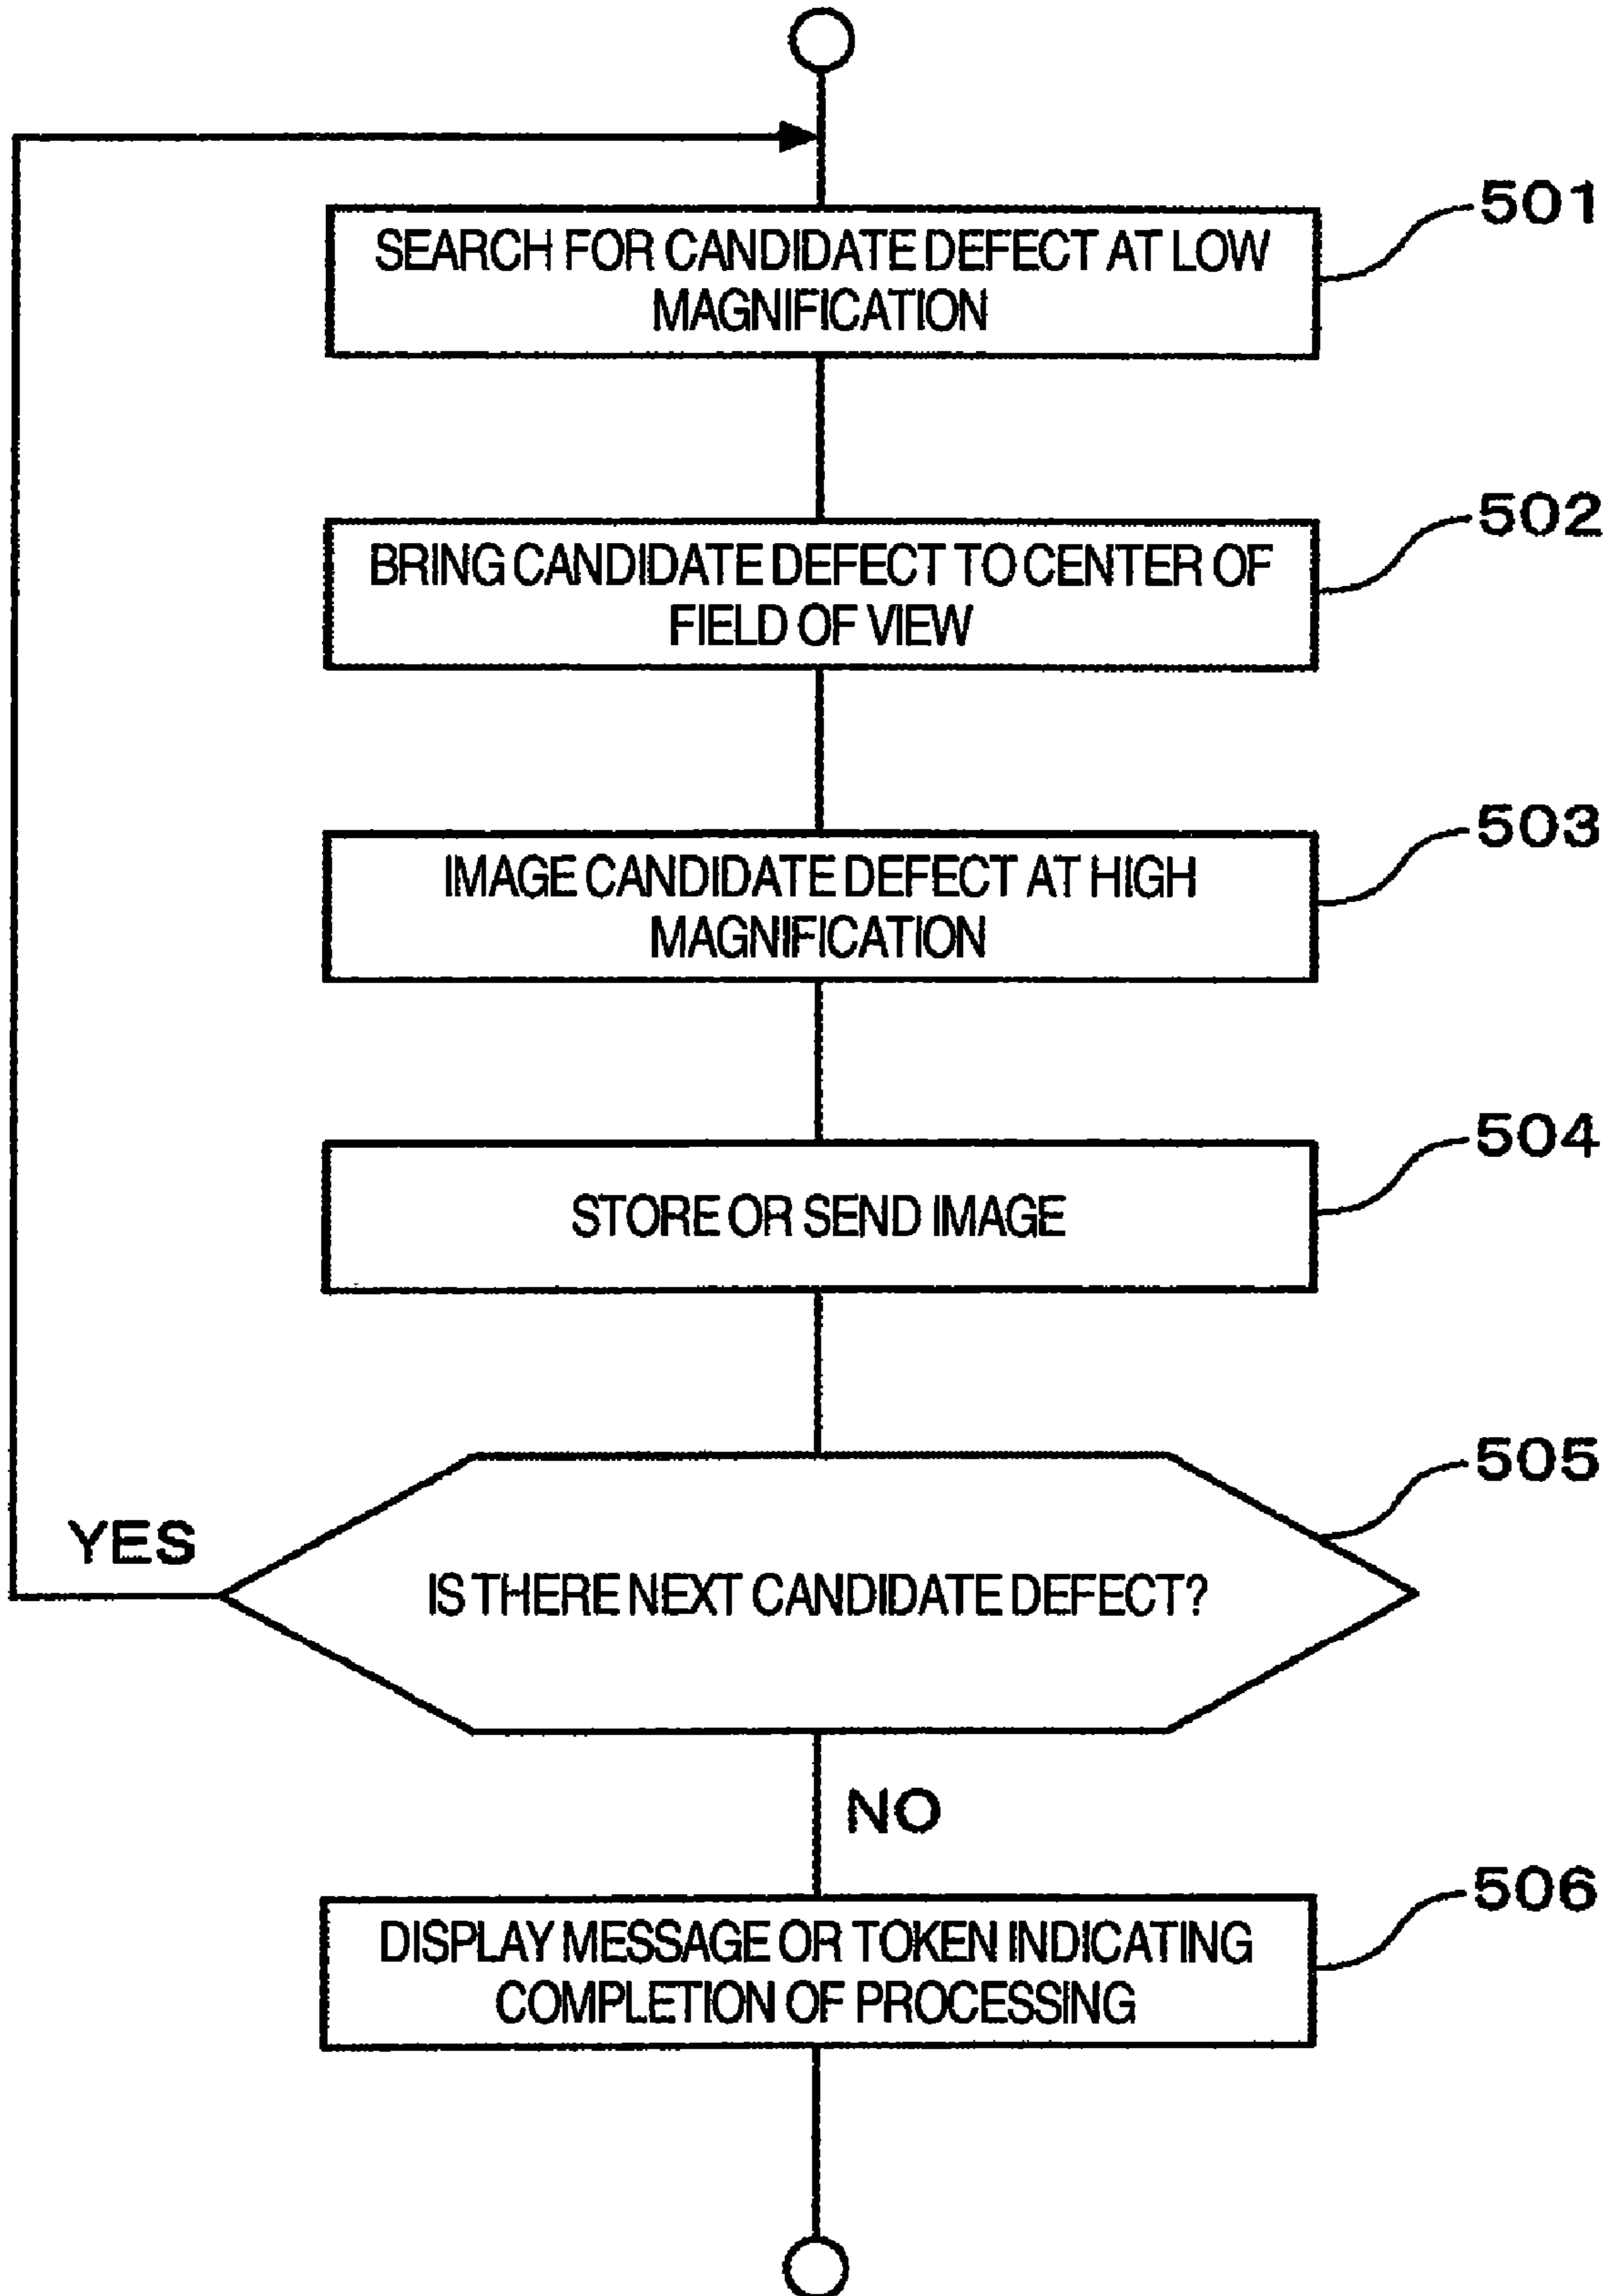 501
SEARCH FOR CANDIDATE DEFECT AT LOW
MAGNIFICATION
502
BRING CANDIDATE DEFECT TO CENTER OF
FIELD OF VIEW
503
IMAGE CANDIDATE DEFECT AT HIGH
MAGNIFICATION
504
STORE OR SEND IMAGE
505
YES
IS THERE NEXT CANDIDATE DEFECT?
NO
506
DISPLAY MESSAGE OR TOKEN INDICATING
COMPLETION OF PROCESSING